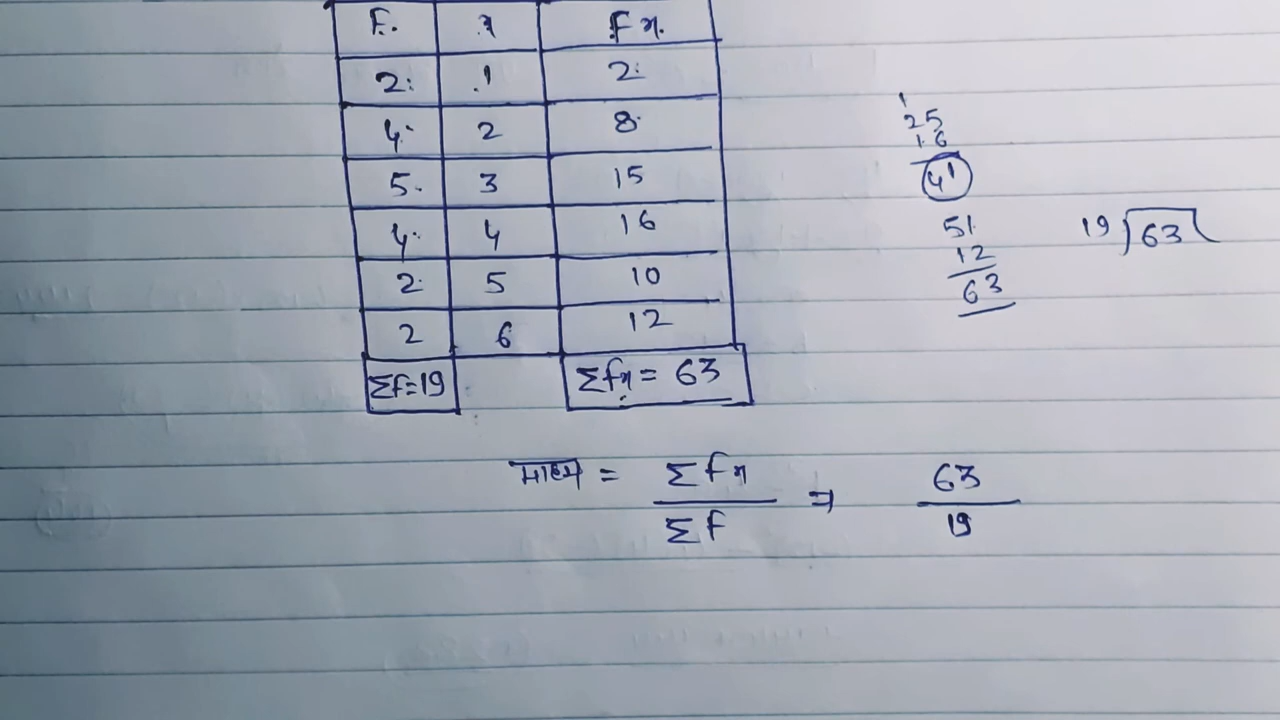 F. x Fx.
2. .1 2.
4. 2 8.
5. 3 15
4. 4 16
2. 5 10
2 6 12
Σf=19 Σfx = 63
1
25
16
41
51
12
63
19)63
माध्य = Σfx / Σf = 63 / 19